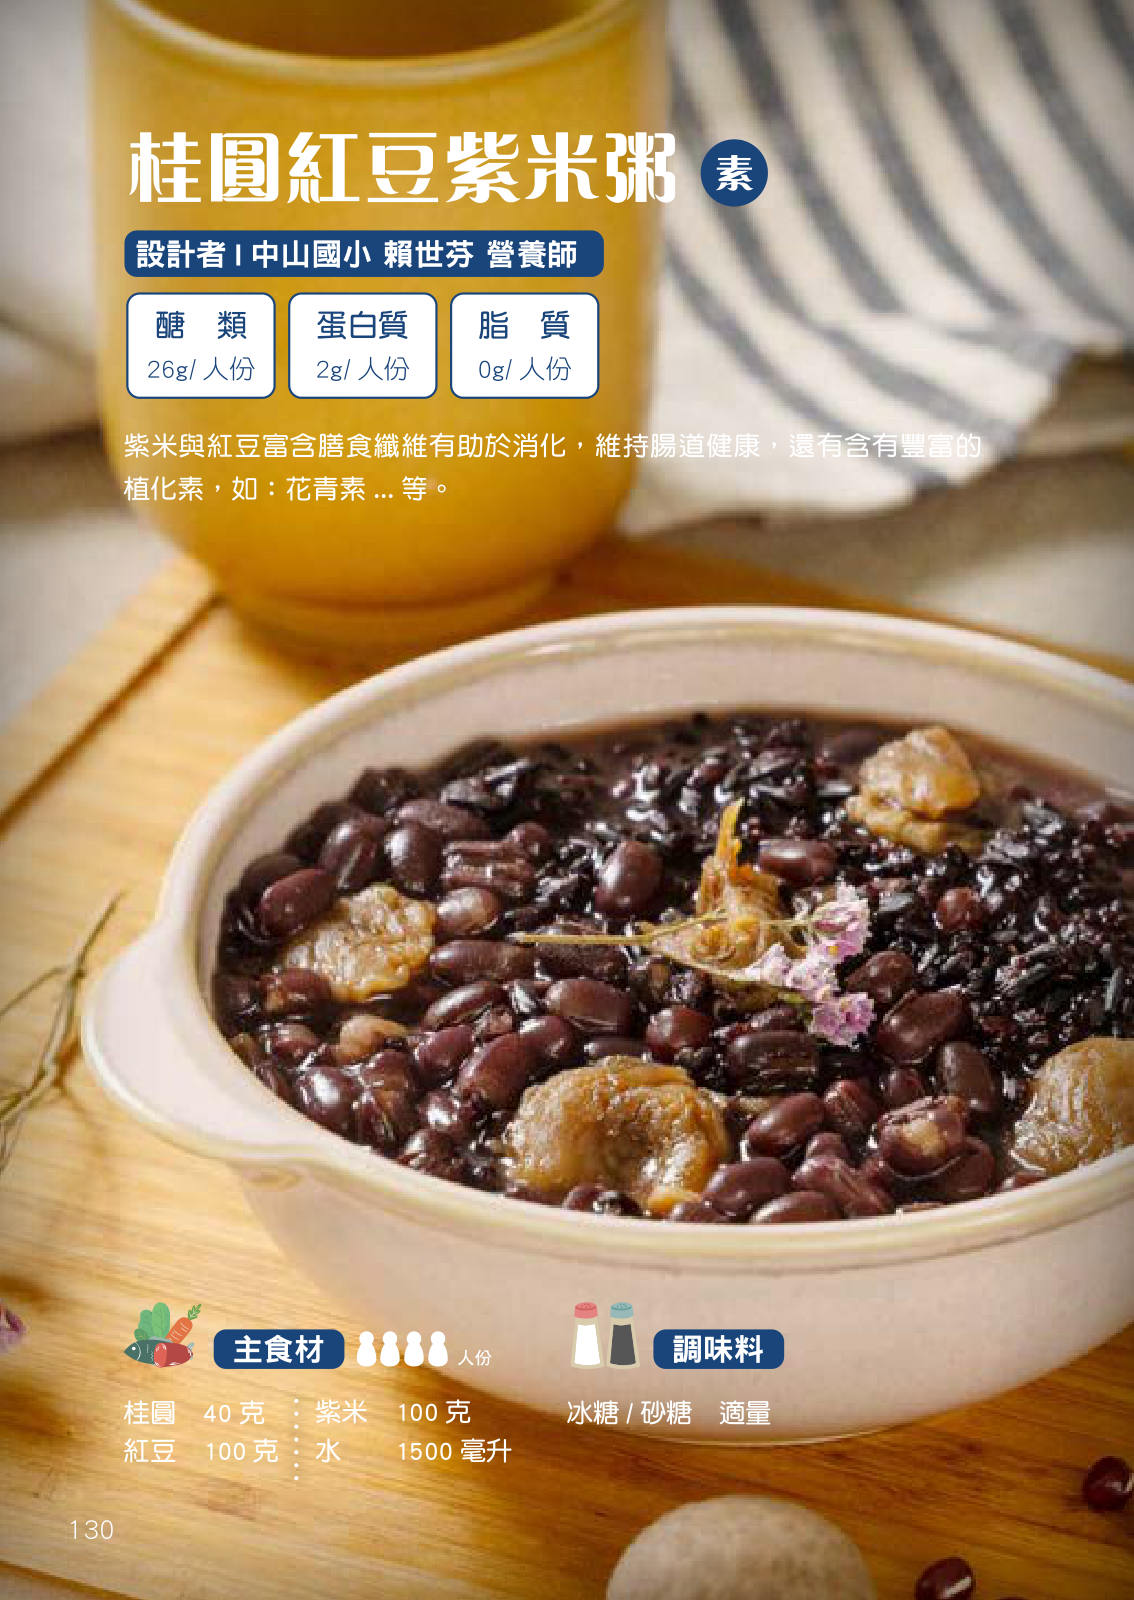 桂圓紅豆紫米粥 素
設計者 | 中山國小 賴世芬 營養師
醣 類 蛋白質 脂 質
26g/ 人份 2g/ 人份 0g/ 人份
紫米與紅豆富含膳食纖維有助於消化，維持腸道健康，還有含有豐富的
植化素，如：花青素 ... 等。
主食材 人份 調味料
桂圓 40 克 紫米 100 克 冰糖 / 砂糖 適量
紅豆 100 克 水 1500 毫升
130